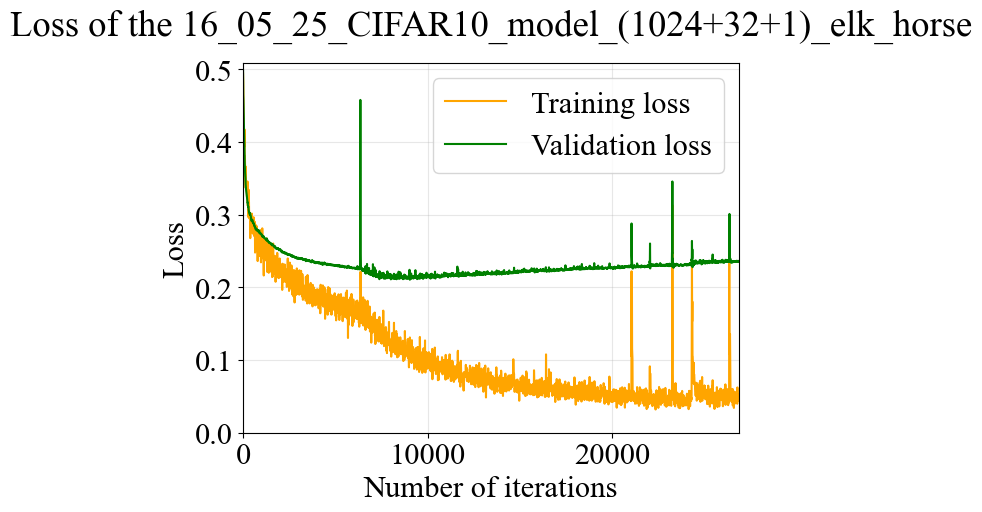 Loss of the 16_05_25_CIFAR10_model_(1024+32+1)_elk_horse
0.5
0.4
0.3
0.2
0.1
0.0
Loss
Training loss
Validation loss
0
10000
20000
Number of iterations